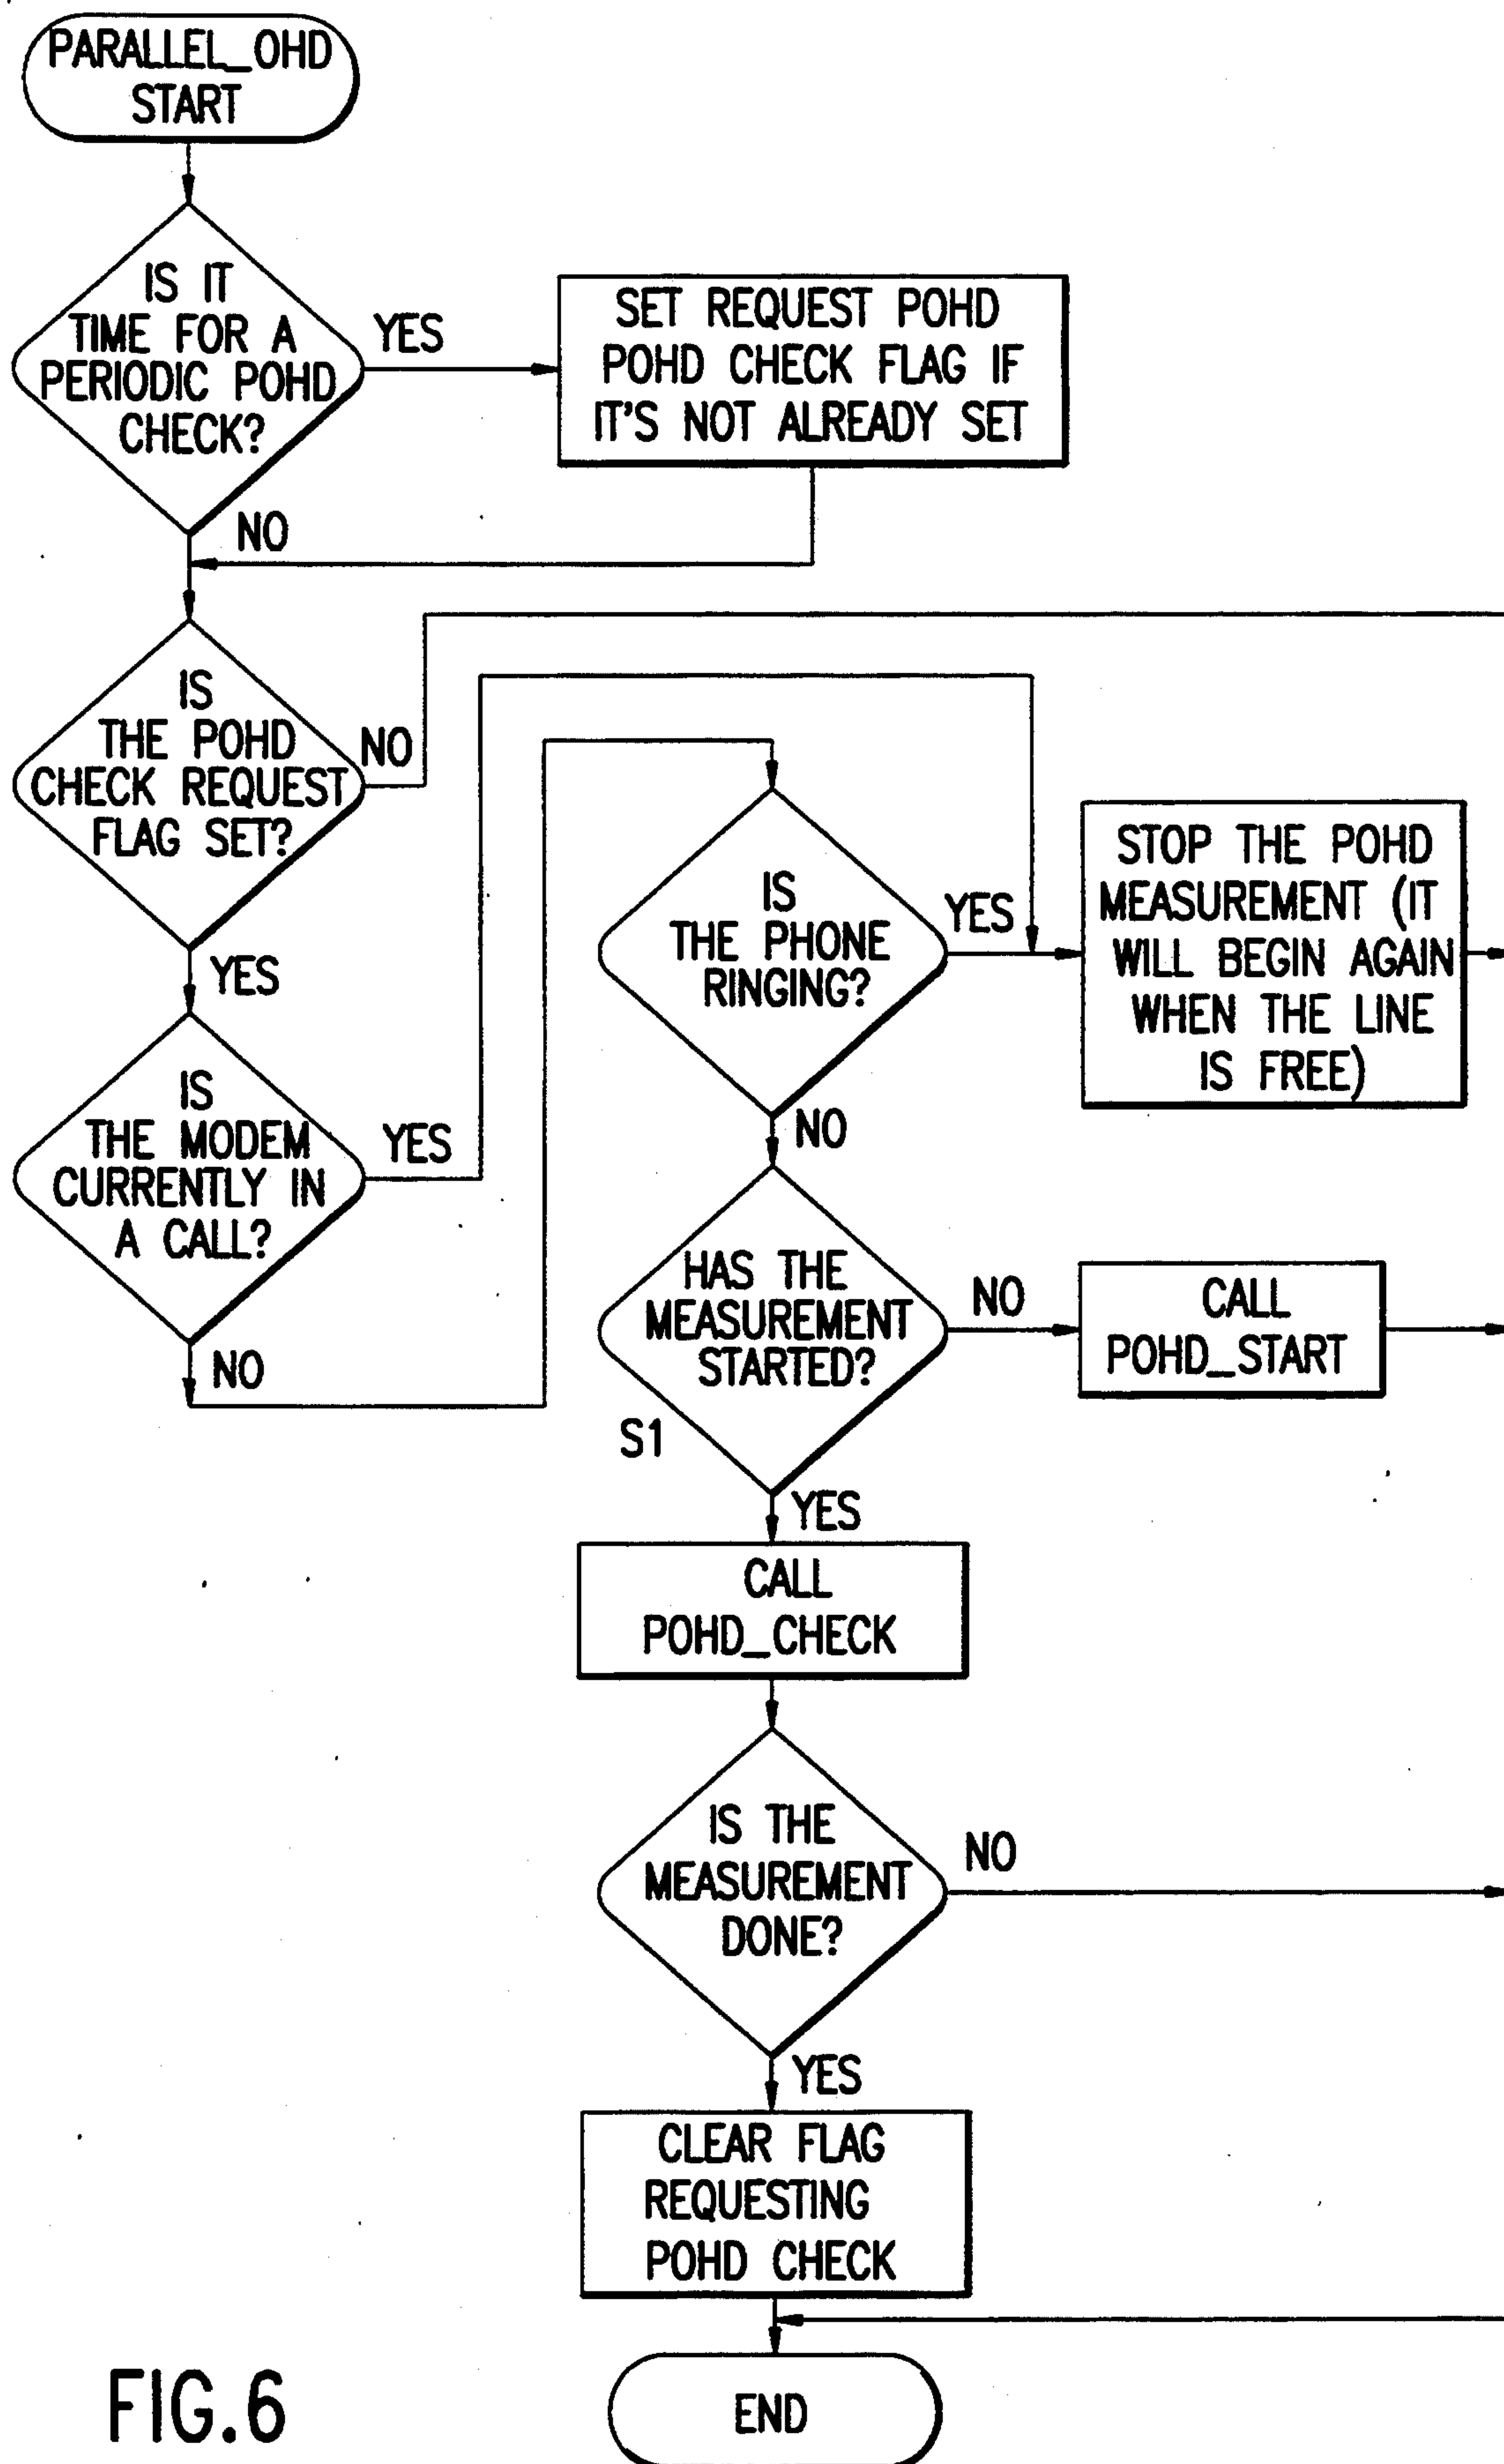 PARALLEL_OHD
START
IS IT
TIME FOR A
PERIODIC POHD
CHECK?
YES
SET REQUEST POHD
POHD CHECK FLAG IF
IT'S NOT ALREADY SET
NO
IS
THE POHD
CHECK REQUEST
FLAG SET?
NO
YES
IS
THE MODEM
CURRENTLY IN
A CALL?
YES
NO
IS
THE PHONE
RINGING?
YES
STOP THE POHD
MEASUREMENT (IT
WILL BEGIN AGAIN
WHEN THE LINE
IS FREE)
NO
HAS THE
MEASUREMENT
STARTED?
NO
CALL
POHD_START
S1
YES
CALL
POHD_CHECK
IS THE
MEASUREMENT
DONE?
NO
YES
CLEAR FLAG
REQUESTING
POHD CHECK
END
FIG.6